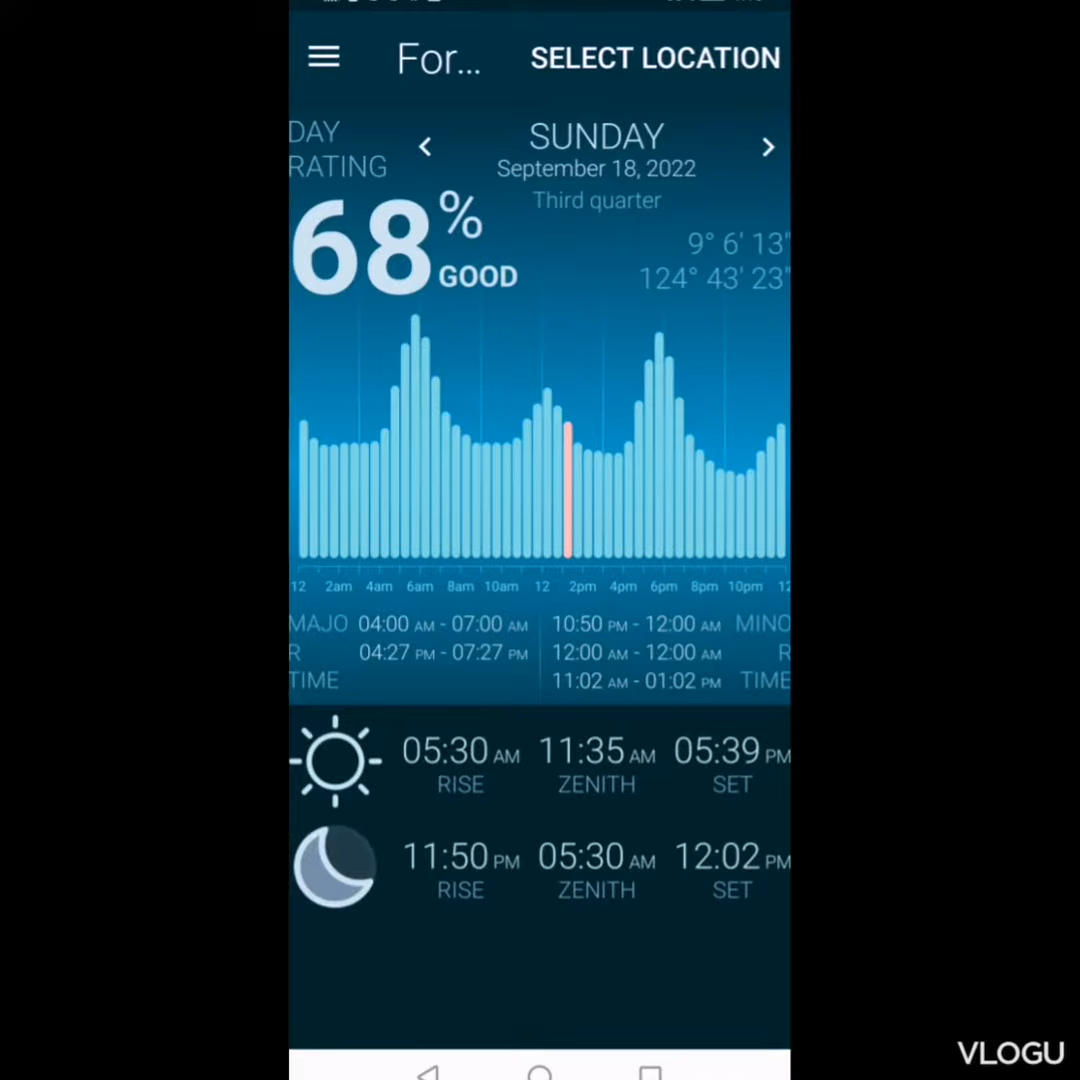 For...
SELECT LOCATION
DAY
RATING
SUNDAY
September 18, 2022
Third quarter
68%
GOOD
9° 6' 13"
124° 43' 23"
12 2am 4am 6am 8am 10am 12 2pm 4pm 6pm 8pm 10pm 12
MAJO
R
TIME
04:00 AM - 07:00 AM
04:27 PM - 07:27 PM
10:50 PM - 12:00 AM
12:00 AM - 12:00 AM
11:02 AM - 01:02 PM
MINO
R
TIME
05:30 AM 11:35 AM 05:39 PM
RISE ZENITH SET
11:50 PM 05:30 AM 12:02 PM
RISE ZENITH SET
VLOGU